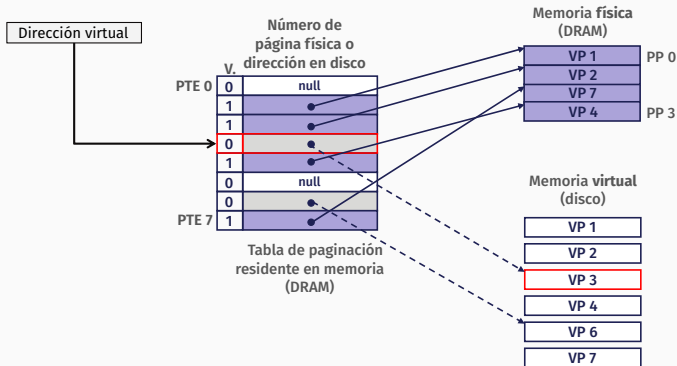 Dirección virtual
Número de
página física o
dirección en disco
V.
PTE 0
0
null
1
1
0
1
0
null
0
PTE 7
1
Tabla de paginación
residente en memoria
(DRAM)
Memoria física
(DRAM)
VP 1
PP 0
VP 2
VP 7
VP 4
PP 3
Memoria virtual
(disco)
VP 1
VP 2
VP 3
VP 4
VP 6
VP 7